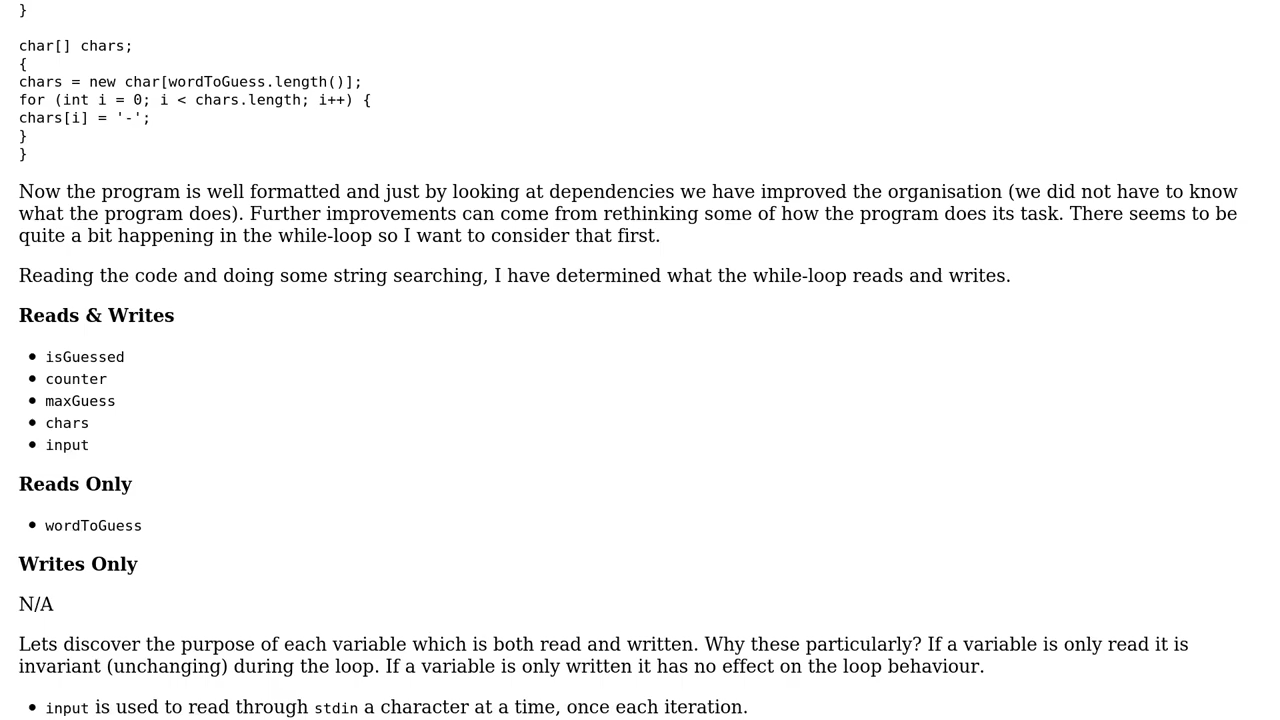 }
char[] chars;
{
chars = new char[wordToGuess.length()];
for (int i = 0; i < chars.length; i++) {
chars[i] = '-';
}
}
Now the program is well formatted and just by looking at dependencies we have improved the organisation (we did not have to know
what the program does). Further improvements can come from rethinking some of how the program does its task. There seems to be
quite a bit happening in the while-loop so I want to consider that first.
Reading the code and doing some string searching, I have determined what the while-loop reads and writes.
Reads & Writes
• isGuessed
• counter
• maxGuess
• chars
• input
Reads Only
• wordToGuess
Writes Only
N/A
Lets discover the purpose of each variable which is both read and written. Why these particularly? If a variable is only read it is
invariant (unchanging) during the loop. If a variable is only written it has no effect on the loop behaviour.
• input is used to read through stdin a character at a time, once each iteration.